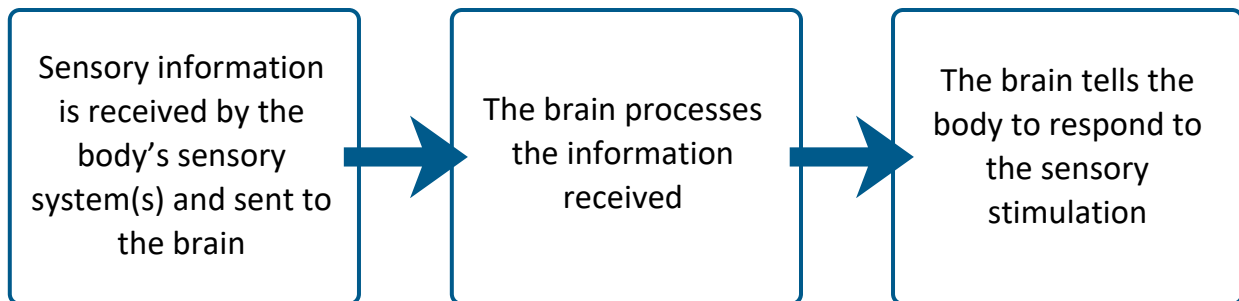 Sensory information
is received by the
body’s sensory
system(s) and sent to
the brain
The brain processes
the information
received
The brain tells the
body to respond to
the sensory
stimulation